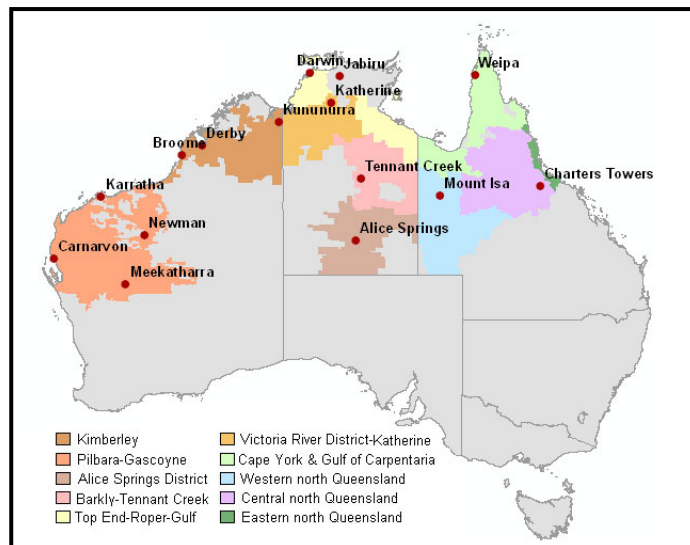 Darwin
Jabiru
Weipa
Katherine
Kununurra
Derby
Broome
Tennant Creek
Mount Isa
Charters Towers
Karratha
Newman
Alice Springs
Carnarvon
Meekatharra
Kimberley
Pilbara-Gascoyne
Alice Springs District
Barkly-Tennant Creek
Top End-Roper-Gulf
Victoria River District-Katherine
Cape York & Gulf of Carpentaria
Western north Queensland
Central north Queensland
Eastern north Queensland